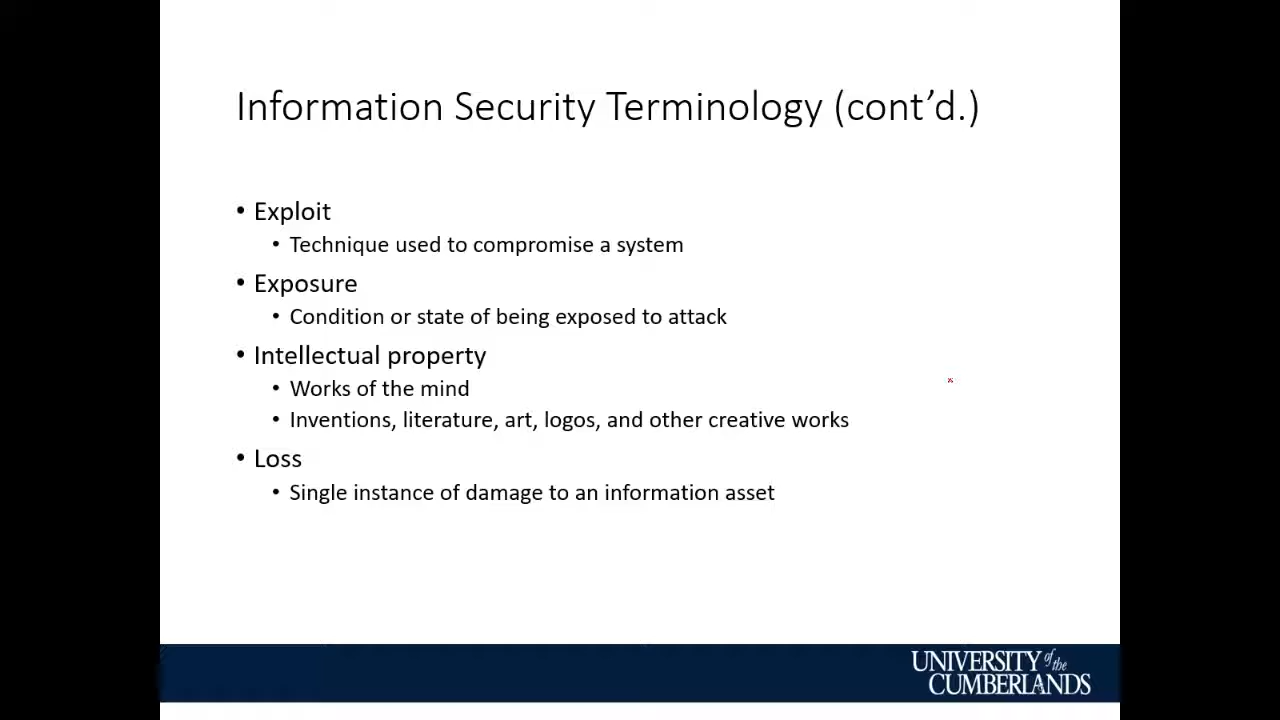 Information Security Terminology (cont’d.)
• Exploit
• Technique used to compromise a system
• Exposure
• Condition or state of being exposed to attack
• Intellectual property
• Works of the mind
• Inventions, literature, art, logos, and other creative works
• Loss
• Single instance of damage to an information asset
UNIVERSITY of the
CUMBERLANDS